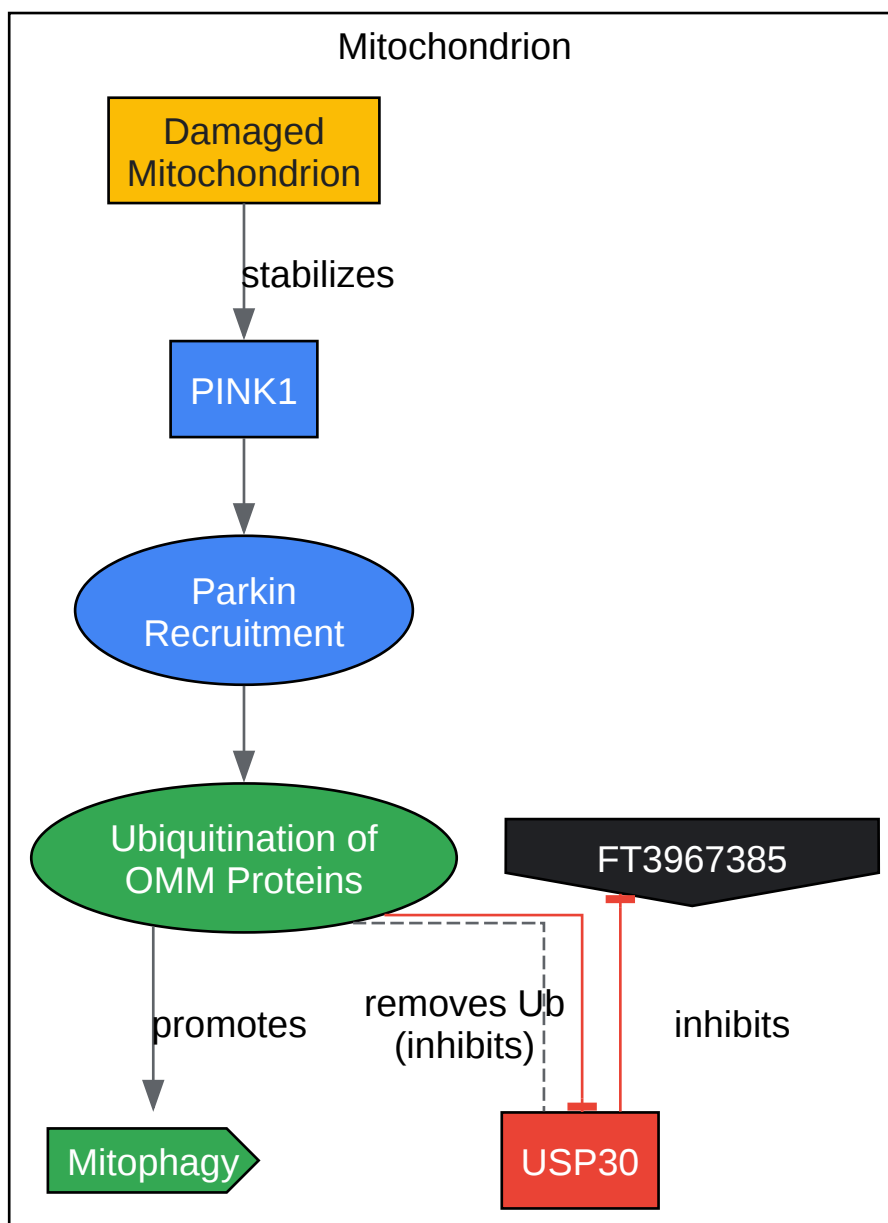 Mitochondrion
Damaged
Mitochondrion
stabilizes
PINK1
Parkin
Recruitment
Ubiquitination of
OMM Proteins
FT3967385
removes Ub
(inhibits)
promotes
inhibits
Mitophagy
USP30